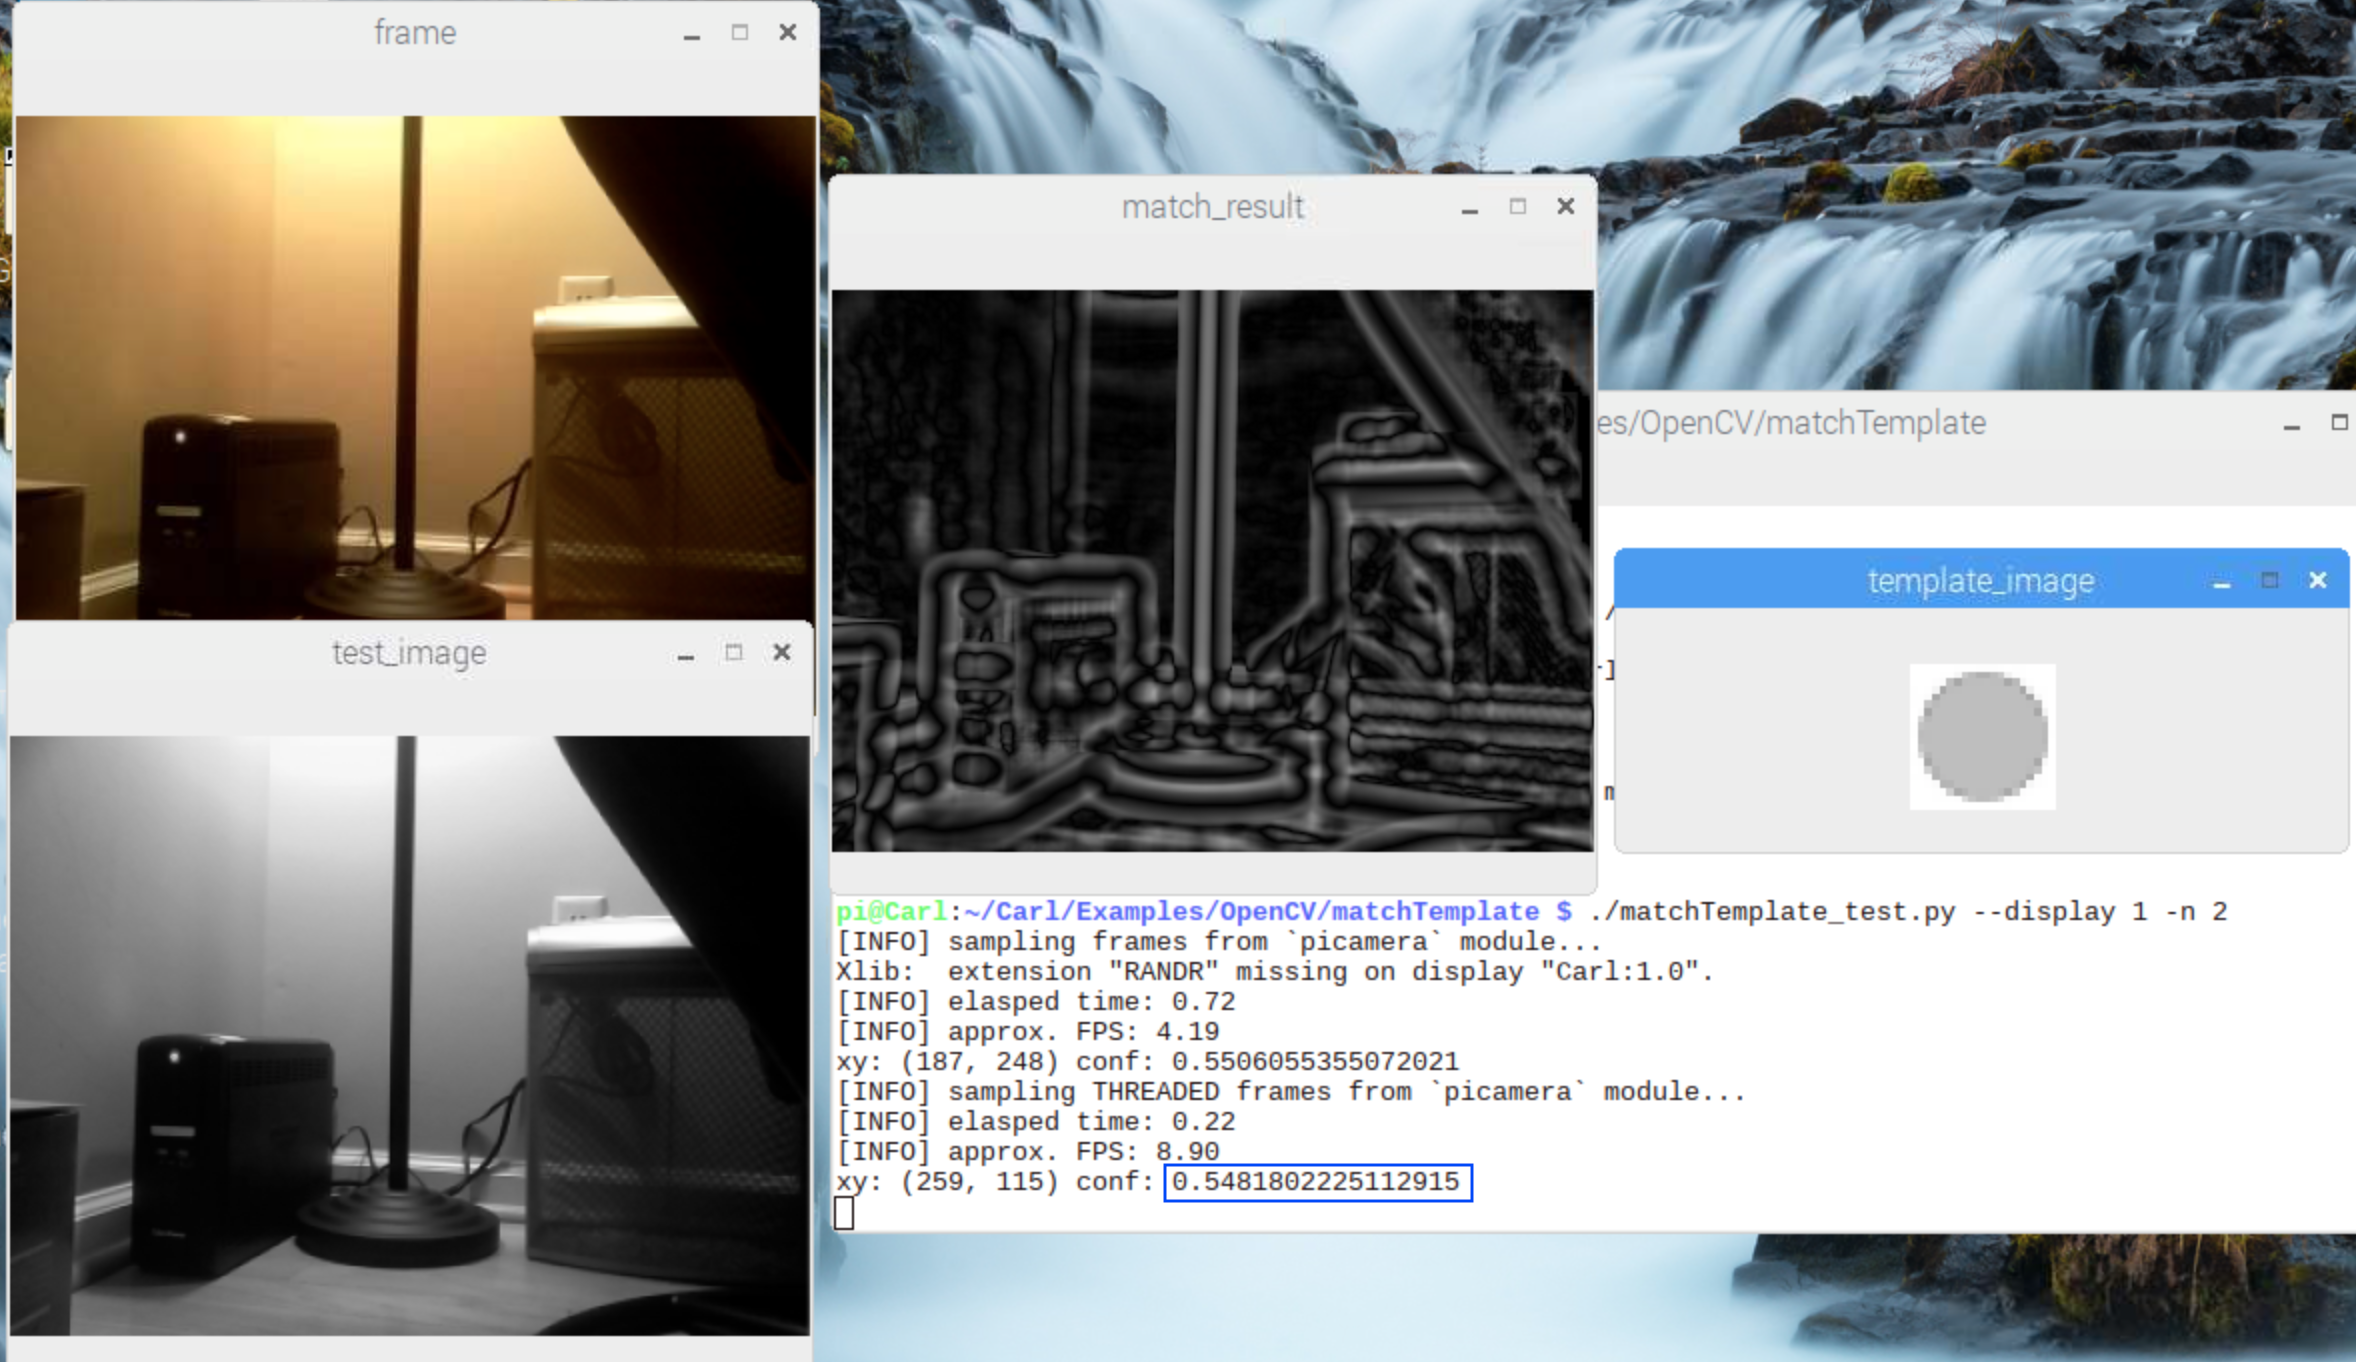 frame
match_result
es/OpenCV/matchTemplate
template_image
test_image
pi@Carl:~/Carl/Examples/OpenCV/matchTemplate $ ./matchTemplate_test.py --display 1 -n 2
[INFO] sampling frames from `picamera` module...
Xlib:  extension "RANDR" missing on display "Carl:1.0".
[INFO] elasped time: 0.72
[INFO] approx. FPS: 4.19
xy: (187, 248) conf: 0.5506055355072021
[INFO] sampling THREADED frames from `picamera` module...
[INFO] elasped time: 0.22
[INFO] approx. FPS: 8.90
xy: (259, 115) conf: 0.5481802225112915